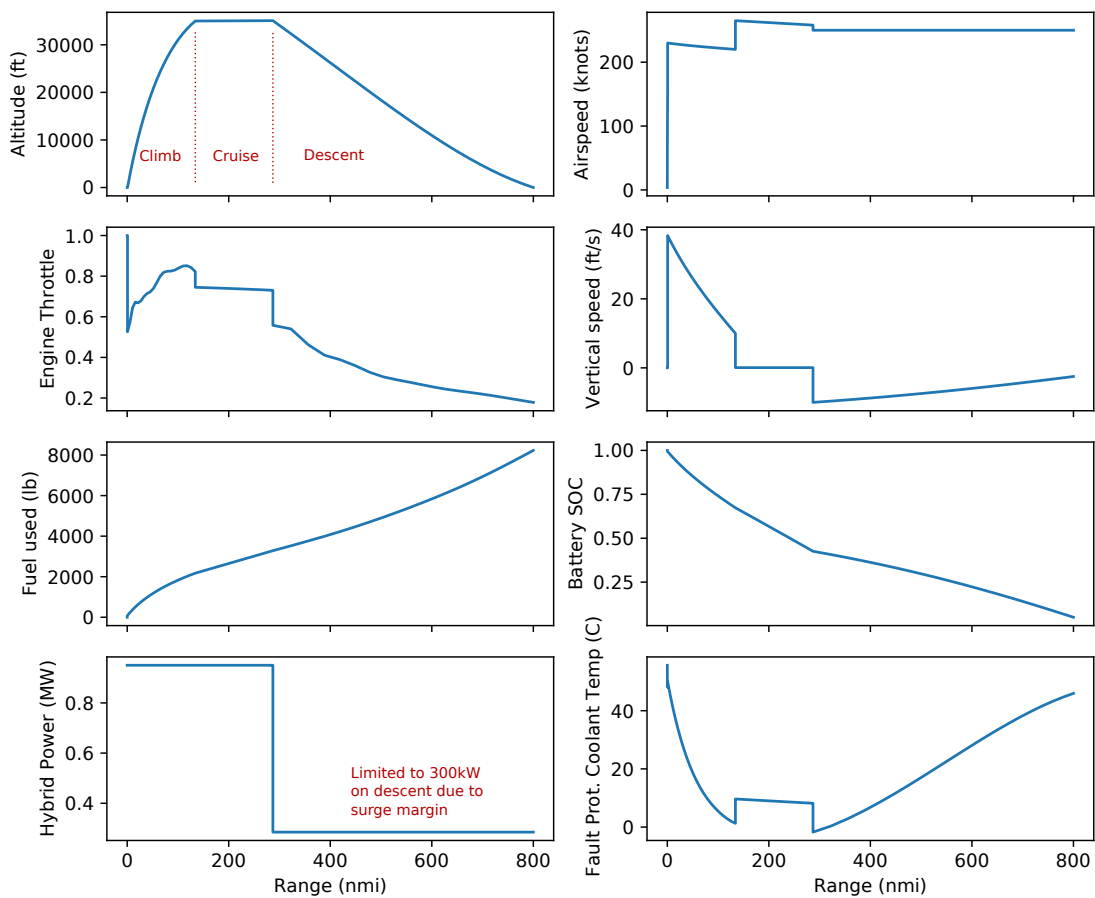 Altitude (ft)
30000
20000
10000
0
Climb
Cruise
Descent
Airspeed (knots)
200
100
0
Engine Throttle
1.0
0.8
0.6
0.4
0.2
Vertical speed (ft/s)
40
20
0
Fuel used (lb)
8000
6000
4000
2000
0
Battery SOC
1.00
0.75
0.50
0.25
Hybrid Power (MW)
0.8
0.6
0.4
Limited to 300kW
on descent due to
surge margin
0 200 400 600 800
Range (nmi)
Fault Prot. Coolant Temp (C)
40
20
0
0 200 400 600 800
Range (nmi)